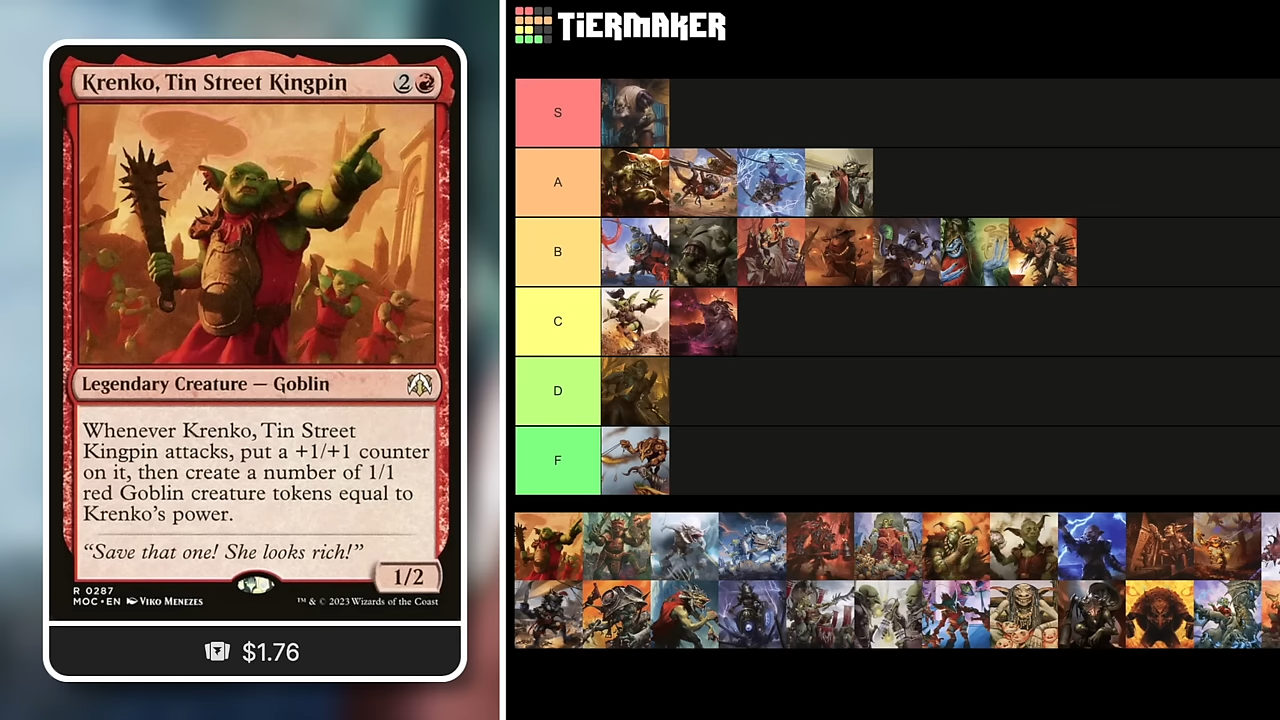 Krenko, Tin Street Kingpin 2
Legendary Creature — Goblin
Whenever Krenko, Tin Street
Kingpin attacks, put a +1/+1 counter
on it, then create a number of 1/1
red Goblin creature tokens equal to
Krenko's power.
“Save that one! She looks rich!”
1/2
R 0287
MOC • EN Viko Menezes
™ & © 2023 Wizards of the Coast
$1.76
TiERMAKER
S
A
B
C
D
F